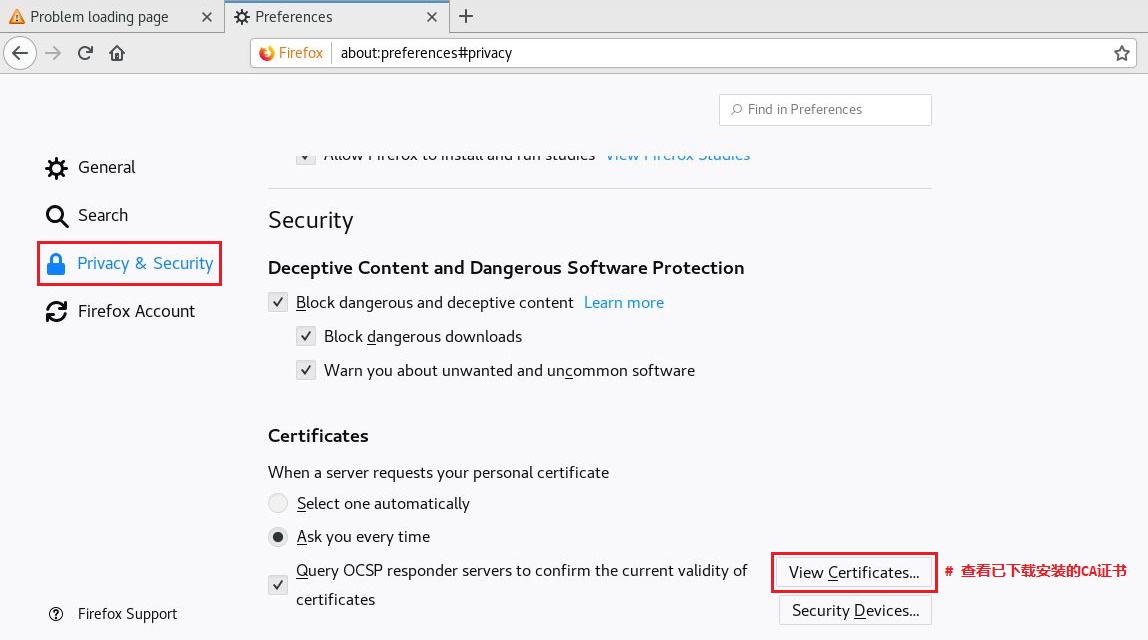 Problem loading page
Preferences
Firefox
about:preferences#privacy
Find in Preferences
Allow Firefox to install and run studies View Firefox Studies
General
Search
Privacy & Security
Firefox Account
Firefox Support
Security
Deceptive Content and Dangerous Software Protection
Block dangerous and deceptive content Learn more
Block dangerous downloads
Warn you about unwanted and uncommon software
Certificates
When a server requests your personal certificate
Select one automatically
Ask you every time
Query OCSP responder servers to confirm the current validity of
certificates
View Certificates...
# 查看已下载安装的CA证书
Security Devices...